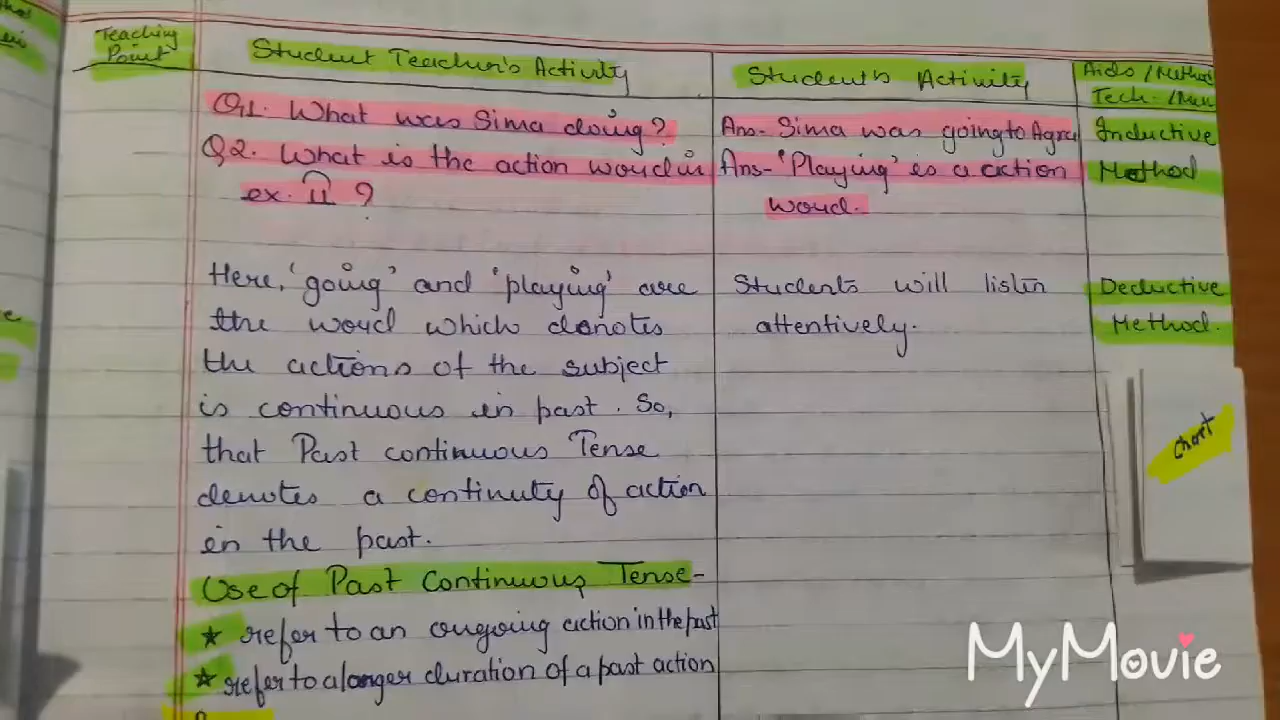 Teaching Point
Student Teacher's Activity
Student's Activity
Aids / Method
Tech. /
Qn1. What was Sima doing?
Ans- Sima was going to Agra
Inductive
Q2. What is the action word in
Ans- 'Playing' is a action
Method
ex. ii ?
word.
Here, 'going' and 'playing' are
Students will listen
Deductive
the word which denotes
attentively.
Method.
the actions of the subject
is continuous in past. So,
that Past continuous Tense
Chart
denotes a continuty of action
in the past.
Use of Past Continuous Tense-
★ refer to an ongoing action in the past
★ refer to a longer duration of a past action
MyMovie